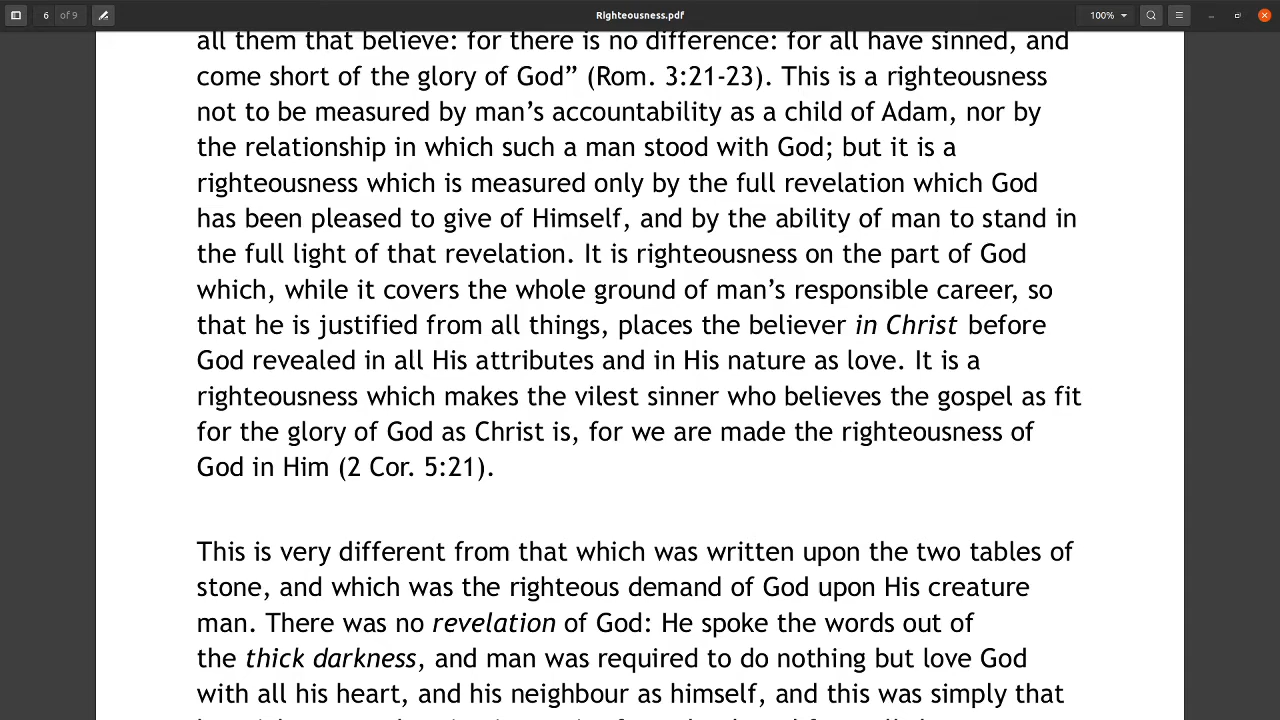 6 of 9
Righteousness.pdf
100%
all them that believe: for there is no difference: for all have sinned, and
come short of the glory of God” (Rom. 3:21-23). This is a righteousness
not to be measured by man’s accountability as a child of Adam, nor by
the relationship in which such a man stood with God; but it is a
righteousness which is measured only by the full revelation which God
has been pleased to give of Himself, and by the ability of man to stand in
the full light of that revelation. It is righteousness on the part of God
which, while it covers the whole ground of man’s responsible career, so
that he is justified from all things, places the believer in Christ before
God revealed in all His attributes and in His nature as love. It is a
righteousness which makes the vilest sinner who believes the gospel as fit
for the glory of God as Christ is, for we are made the righteousness of
God in Him (2 Cor. 5:21).
This is very different from that which was written upon the two tables of
stone, and which was the righteous demand of God upon His creature
man. There was no revelation of God: He spoke the words out of
the thick darkness, and man was required to do nothing but love God
with all his heart, and his neighbour as himself, and this was simply that